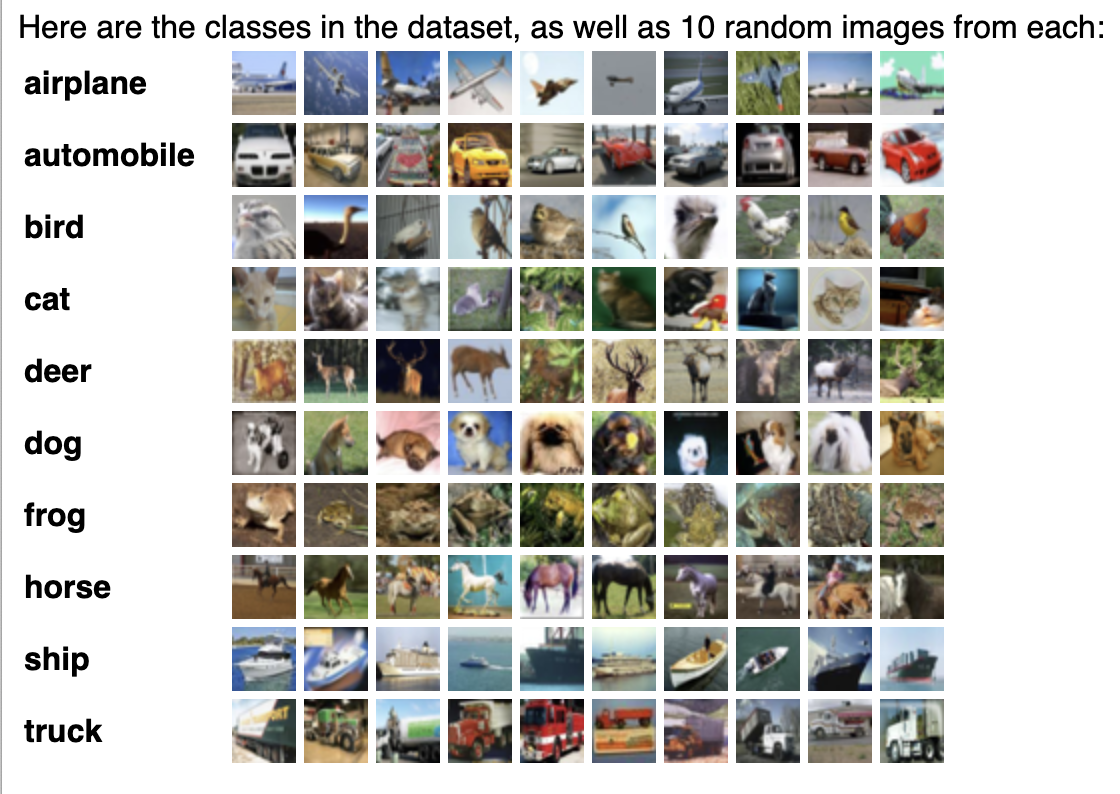 Here are the classes in the dataset, as well as 10 random images from each:
airplane
automobile
bird
cat
deer
dog
frog
horse
ship
truck